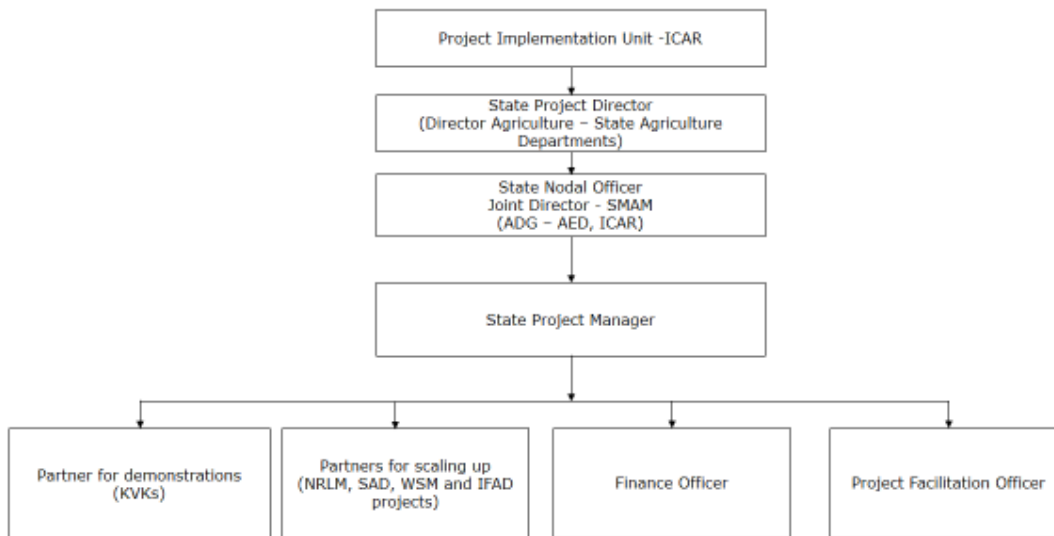 Project Implementation Unit -ICAR
State Project Director
(Director Agriculture – State Agriculture
Departments)
State Nodal Officer
Joint Director - SMAM
(ADG – AED, ICAR)
State Project Manager
Partner for demonstrations
(KVKs)
Partners for scaling up
(NRLM, SAD, WSM and IFAD
projects)
Finance Officer
Project Facilitation Officer